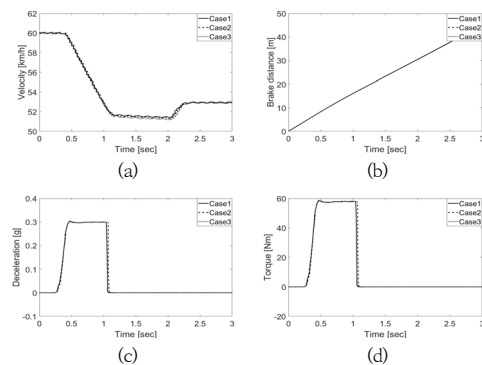 62
60
58
56
54
52
50
Velocity [km/h]
0 0.5 1 1.5 2 2.5 3
Time [sec]
Case1
Case2
Case3
(a)
50
40
30
20
10
0
Brake distance [m]
0 0.5 1 1.5 2 2.5 3
Time [sec]
Case1
Case2
Case3
(b)
0.4
0.3
0.2
0.1
0
-0.1
Deceleration [g]
0 0.5 1 1.5 2 2.5 3
Time [sec]
Case1
Case2
Case3
(c)
60
40
20
0
-20
Torque [Nm]
0 0.5 1 1.5 2 2.5 3
Time [sec]
Case1
Case2
Case3
(d)